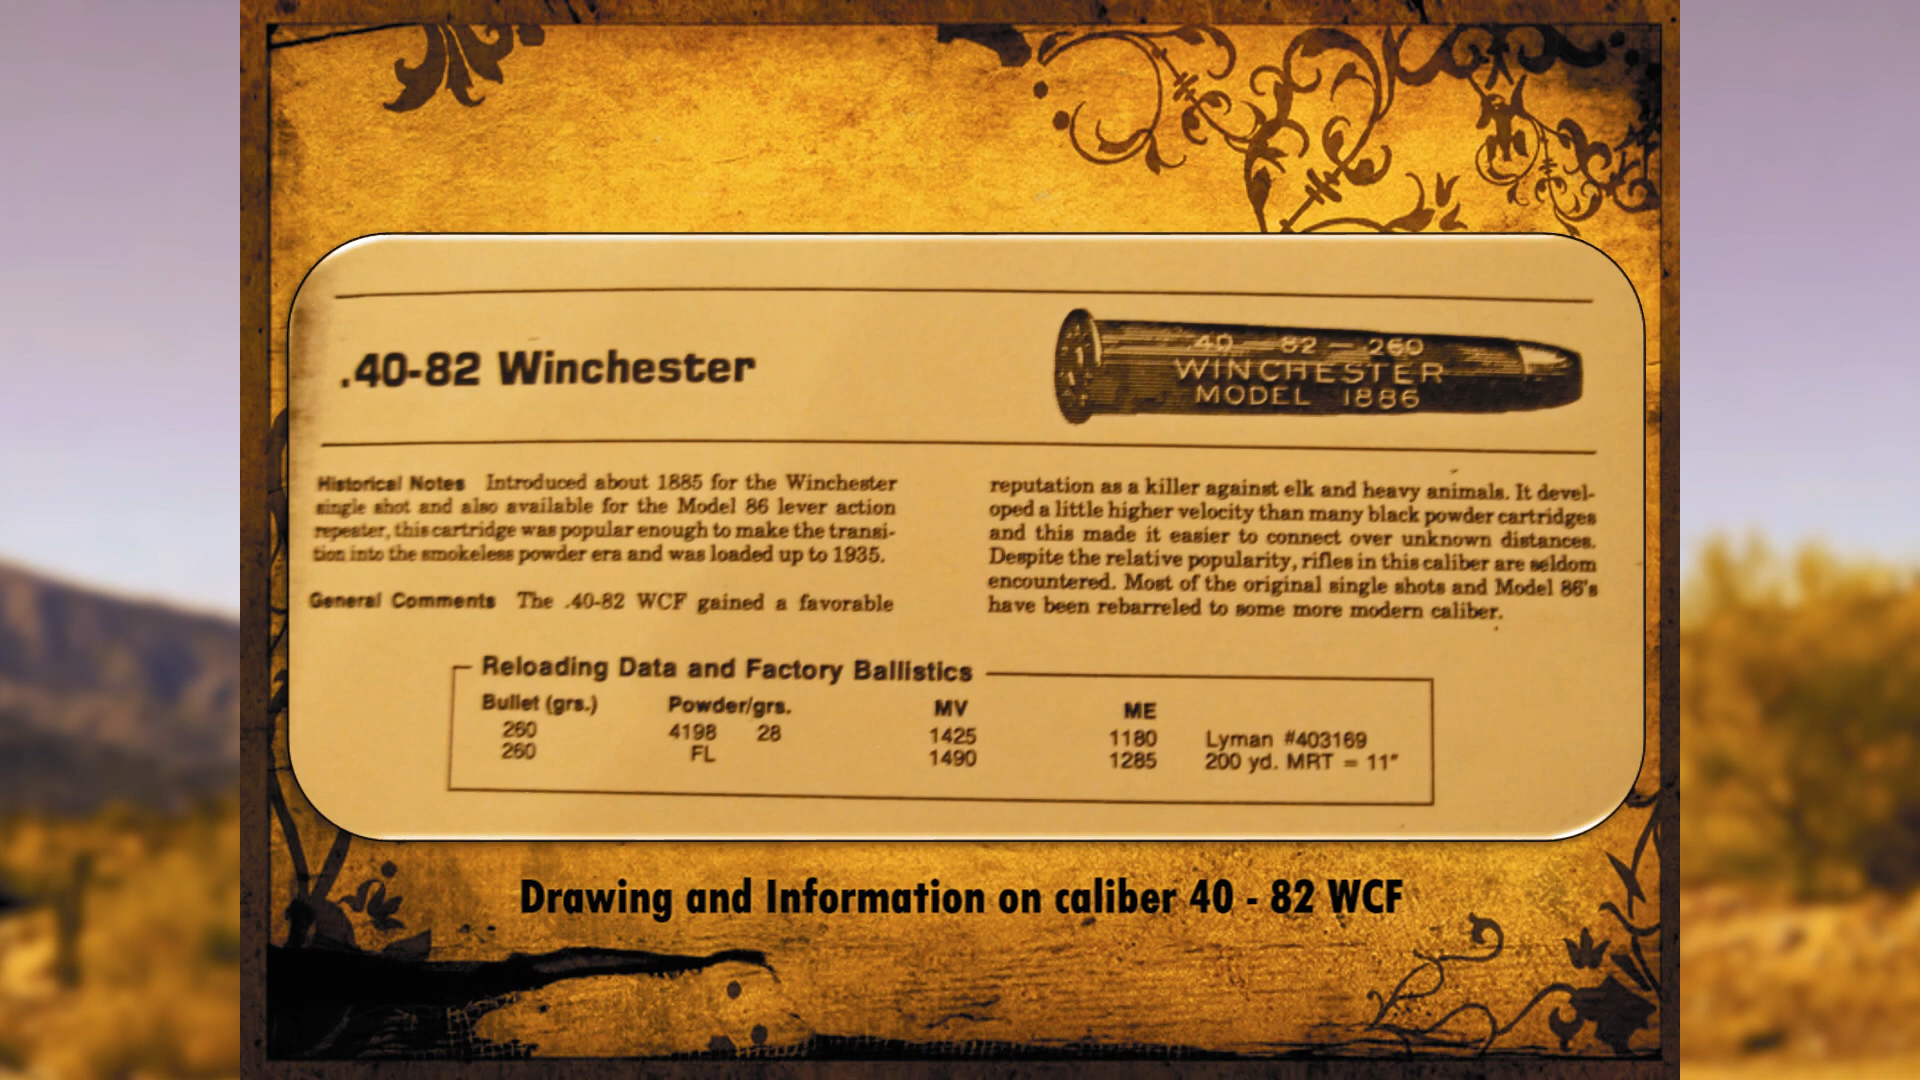 .40-82 Winchester
40 — 82 — 260
WINCHESTER
MODEL 1886
Historical Notes Introduced about 1885 for the Winchester
single shot and also available for the Model 86 lever action
repeater, this cartridge was popular enough to make the transi-
tion into the smokeless powder era and was loaded up to 1935.
General Comments The .40-82 WCF gained a favorable
reputation as a killer against elk and heavy animals. It devel-
oped a little higher velocity than many black powder cartridges
and this made it easier to connect over unknown distances.
Despite the relative popularity, rifles in this caliber are seldom
encountered. Most of the original single shots and Model 86's
have been rebarreled to some more modern caliber.
Reloading Data and Factory Ballistics
Bullet (grs.) Powder/grs. MV ME
260 4198 28 1425 1180 Lyman #403169
260 FL 1490 1285 200 yd. MRT = 11"
Drawing and Information on caliber 40 - 82 WCF